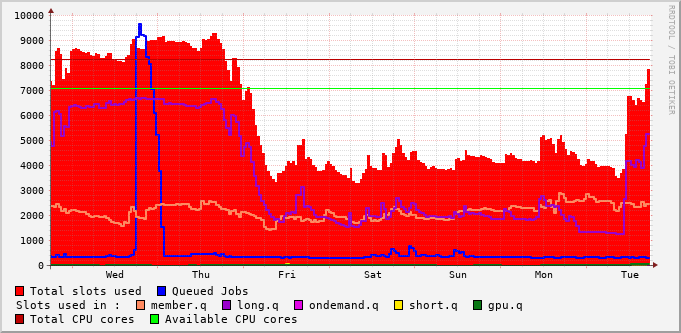 10000
9000
8000
7000
6000
5000
4000
3000
2000
1000
0
Wed Thu Fri Sat Sun Mon Tue
RRDTOOL / TOBI OETIKER
Total slots used Queued Jobs
Slots used in : member.q long.q ondemand.q short.q gpu.q
Total CPU cores Available CPU cores